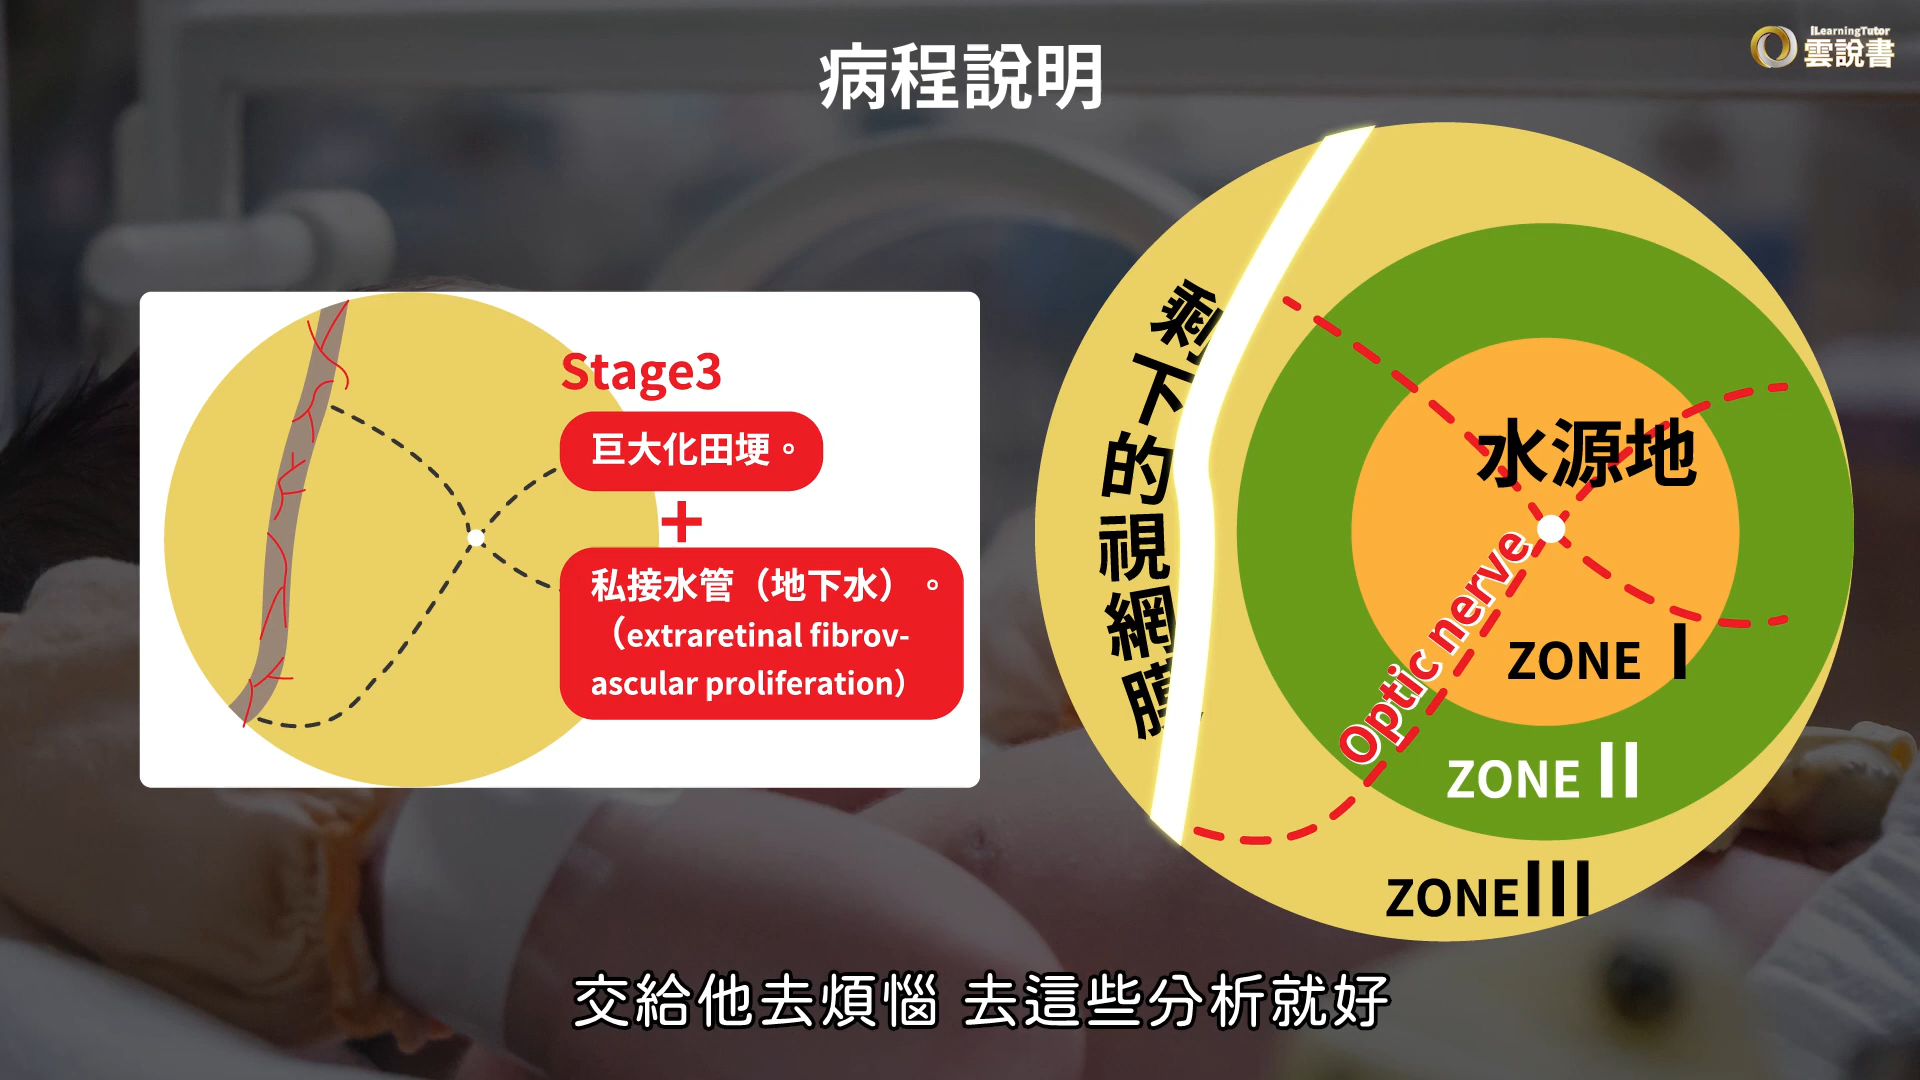 病程說明
iLearningTutor
雲說書
Stage3
巨大化田埂。
+
私接水管（地下水）。
（extraretinal fibrov-
ascular proliferation）
剩下的視網膜
水源地
Optic nerve
ZONE I
ZONE II
ZONE III
交給他去煩惱 去這些分析就好